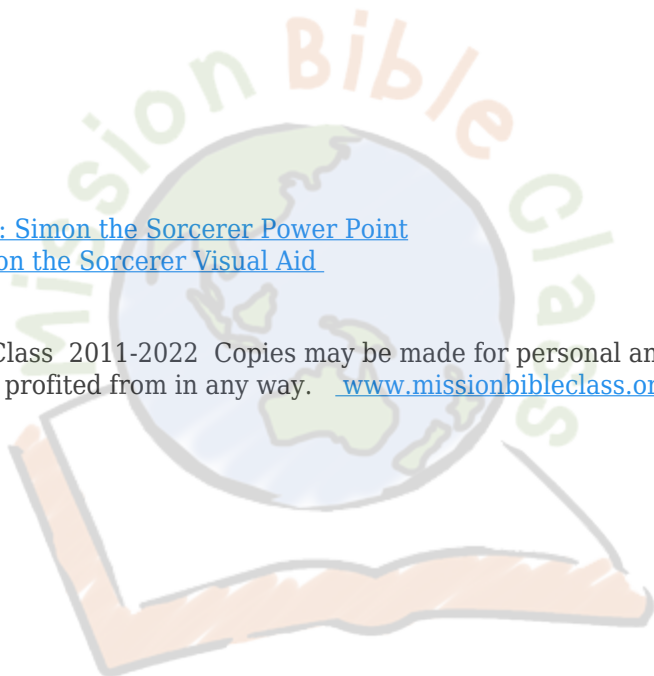 Mission Bible Class
: Simon the Sorcerer Power Point
on the Sorcerer Visual Aid
Class 2011-2022 Copies may be made for personal an
profited from in any way. www.missionbibleclass.or